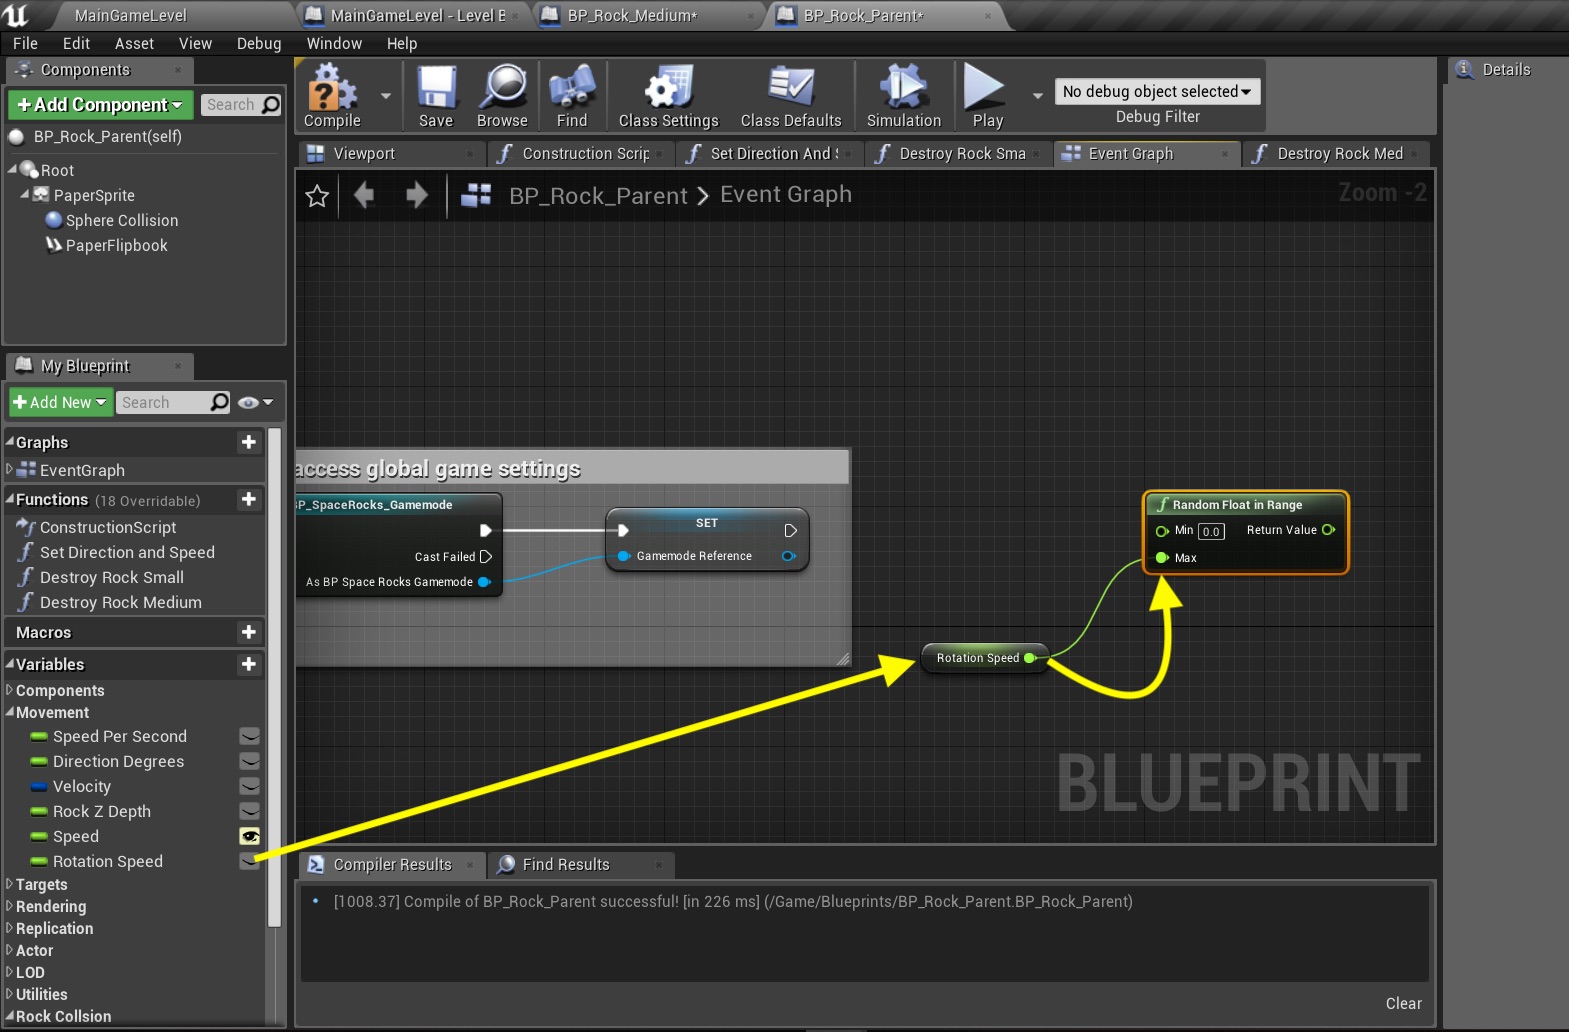 MainGameLevel
MainGameLevel - Level B
BP_Rock_Medium*
BP_Rock_Parent*
File Edit Asset View Debug Window Help
Components
Add Component
Search
BP_Rock_Parent(self)
Root
PaperSprite
Sphere Collision
PaperFlipbook
Compile
Save
Browse
Find
Class Settings
Class Defaults
Simulation
Play
No debug object selected
Debug Filter
Details
Viewport
Construction Scrip
Set Direction And S
Destroy Rock Sma
Event Graph
Destroy Rock Med
BP_Rock_Parent > Event Graph
Zoom -2
My Blueprint
Add New
Search
Graphs
EventGraph
Functions (18 Overridable)
ConstructionScript
Set Direction and Speed
Destroy Rock Small
Destroy Rock Medium
Macros
Variables
Components
Movement
Speed Per Second
Direction Degrees
Velocity
Rock Z Depth
Speed
Rotation Speed
Targets
Rendering
Replication
Actor
LOD
Utilities
Rock Collsion
access global game settings
BP_SpaceRocks_Gamemode
Cast Failed
As BP Space Rocks Gamemode
SET
Gamemode Reference
Random Float in Range
Min 0.0 Return Value
Max
Rotation Speed
BLUEPRINT
Compiler Results
Find Results
[1008.37] Compile of BP_Rock_Parent successful! [in 226 ms] (/Game/Blueprints/BP_Rock_Parent.BP_Rock_Parent)
Clear